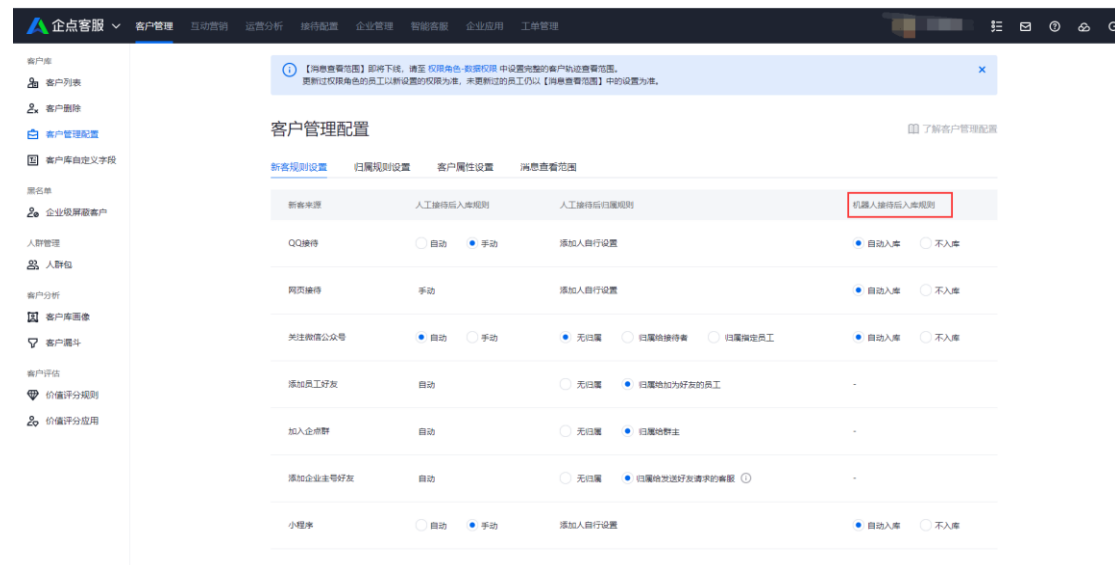 企点客服 客户管理 互动营销 运营分析 接待配置 企业管理 智能客服 企业应用 工单管理
客户库
客户列表
客户删除
客户管理配置
客户库自定义字段
黑名单
企业级屏蔽客户
人群管理
人群包
客户分析
客户库画像
客户漏斗
客户评估
价值评分规则
价值评分应用
【消息查看范围】即将下线，请至 权限角色-数据权限 中设置完整的客户轨迹查看范围。
更新过权限角色的员工以新设置的权限为准，未更新过的员工仍以【消息查看范围】中的设置为准。
客户管理配置 了解客户管理配置
新客规则设置 归属规则设置 客户属性设置 消息查看范围
新客来源 人工接待后入库规则 人工接待后归属规则 机器人接待后入库规则
QQ接待 自动 手动 添加人自行设置 自动入库 不入库
网页接待 手动 添加人自行设置 自动入库 不入库
关注微信公众号 自动 手动 无归属 归属给接待者 归属指定员工 自动入库 不入库
添加员工好友 自动 无归属 归属给加为好友的员工 -
加入企点群 自动 无归属 归属给群主 -
添加企业主号好友 自动 无归属 归属给发送好友请求的客服 -
小程序 自动 手动 添加人自行设置 自动入库 不入库